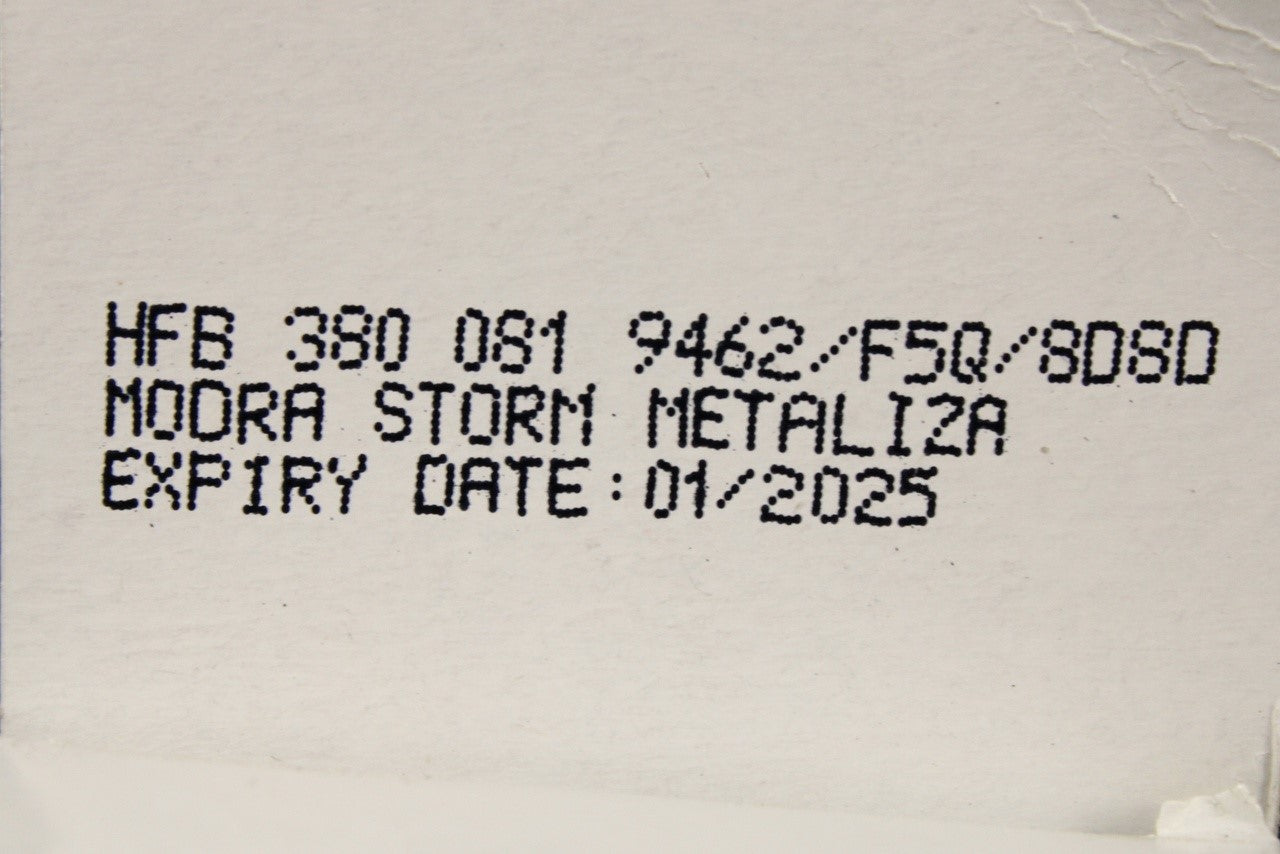 HFB 380 081 9462/F5Q/8D8D
MODRA STORM METALIZA
EXPIRY DATE:01/2025